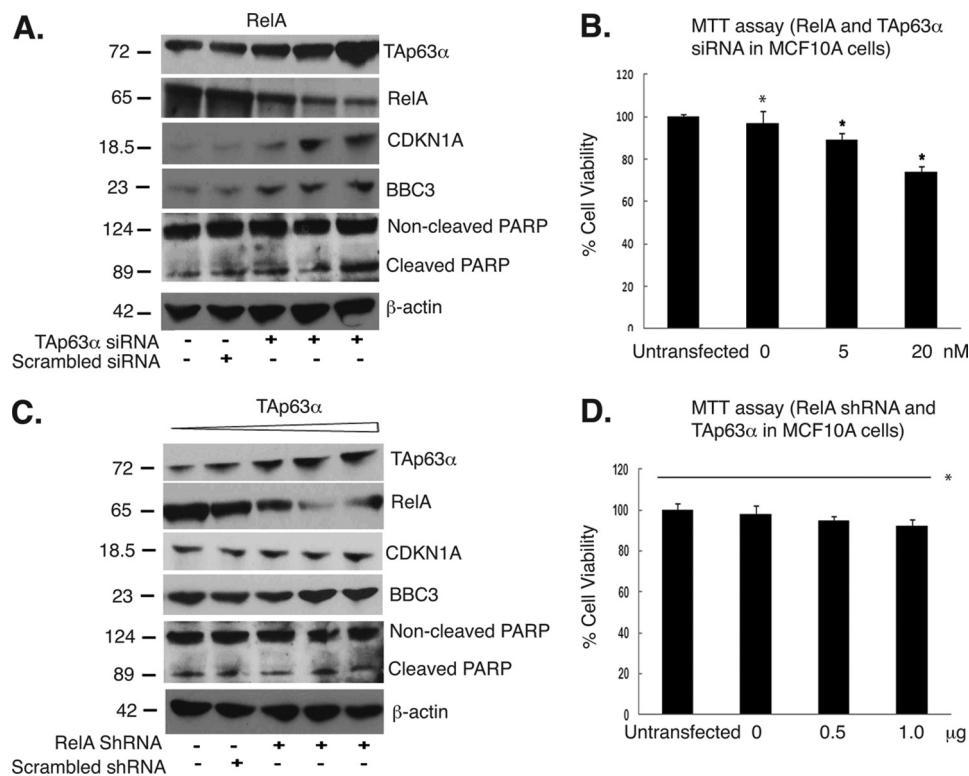 A.
RelA
72 – TAp63α
65 – RelA
18.5 – CDKN1A
23 – BBC3
124 – Non-cleaved PARP
89 – Cleaved PARP
42 – β-actin
TAp63α siRNA - - + + +
Scrambled siRNA - + - - -
B.
MTT assay (RelA and TAp63α
siRNA in MCF10A cells)
% Cell Viability
120
100
80
60
40
20
0
* * *
Untransfected 0 5 20 nM
C.
TAp63α
72 – TAp63α
65 – RelA
18.5 – CDKN1A
23 – BBC3
124 – Non-cleaved PARP
89 – Cleaved PARP
42 – β-actin
RelA ShRNA - - + + +
Scrambled shRNA - + - - -
D.
MTT assay (RelA shRNA and
TAp63α in MCF10A cells)
% Cell Viability
120
100
80
60
40
20
0
*
Untransfected 0 0.5 1.0 μg